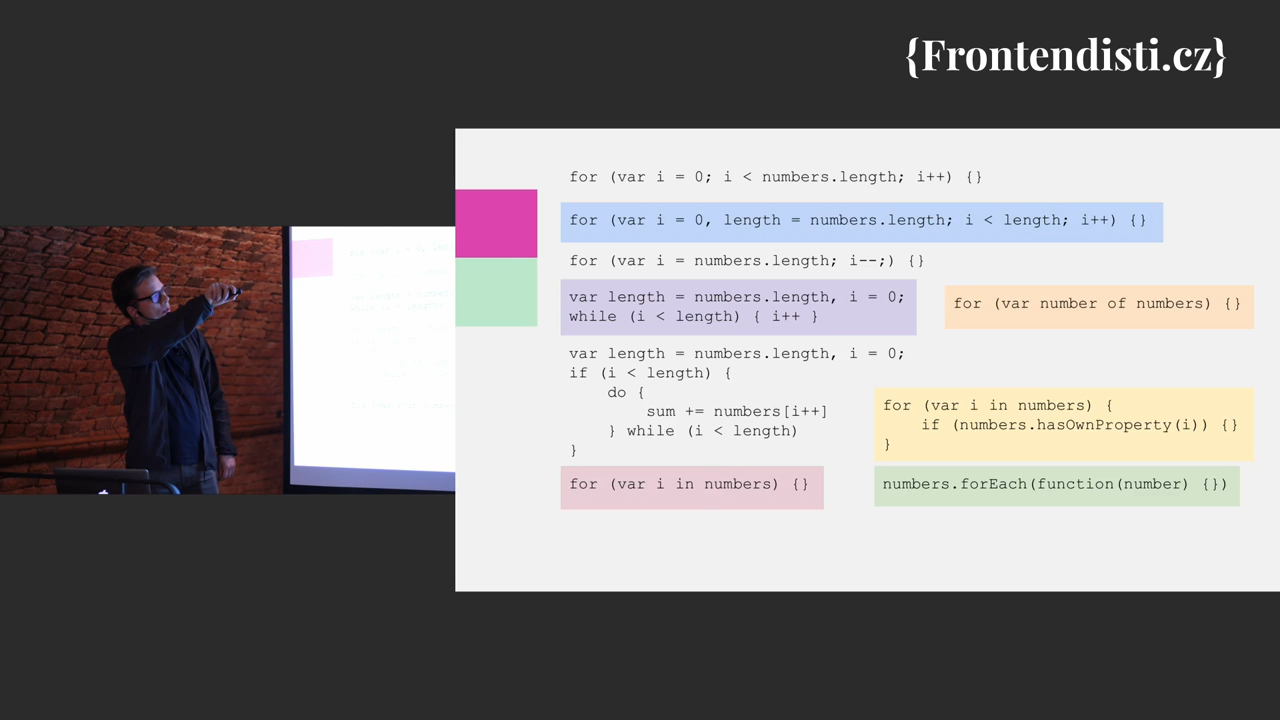 {Frontendisti.cz}
for (var i = 0; i < numbers.length; i++) {}
for (var i = 0, length = numbers.length; i < length; i++) {}
for (var i = numbers.length; i--;) {}
var length = numbers.length, i = 0;
while (i < length) { i++ }
for (var number of numbers) {}
var length = numbers.length, i = 0;
if (i < length) {
    do {
        sum += numbers[i++]
    } while (i < length)
}
for (var i in numbers) {
    if (numbers.hasOwnProperty(i)) {}
}
for (var i in numbers) {}
numbers.forEach(function(number) {})